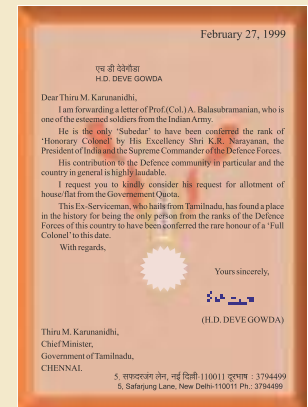 February 27, 1999
एच डी देवेगौडा
H.D. DEVE GOWDA
Dear Thiru M. Karunanidhi,
I am forwarding a letter of Prof.(Col.) A. Balasubramanian, who is
one of the esteemed soldiers from the Indian Army.
He is the only 'Subedar' to have been conferred the rank of
'Honorary Colonel' by His Excellency Shri K.R. Narayanan, the
President of India and the Supreme Commander of the Defence Forces.
His contribution to the Defence community in particular and the
country in general is highly laudable.
I request you to kindly consider his request for allotment of
house/flat from the Governement Quota.
This Ex-Serviceman, who hails from Tamilnadu, has found a place
in the history for being the only person from the ranks of the Defence
Forces of this country to have been conferred the rare honour of a 'Full
Colonel' to this date.
With regards,
Yours sincerely,
(H.D. DEVE GOWDA)
Thiru M. Karunanidhi,
Chief Minister,
Government of Tamilnadu,
CHENNAI.
5, सफदरजंग लेन, नई दिल्ली-110011 दूरभाष : 3794499
5, Safarjung Lane, New Delhi-110011 Ph.: 3794499